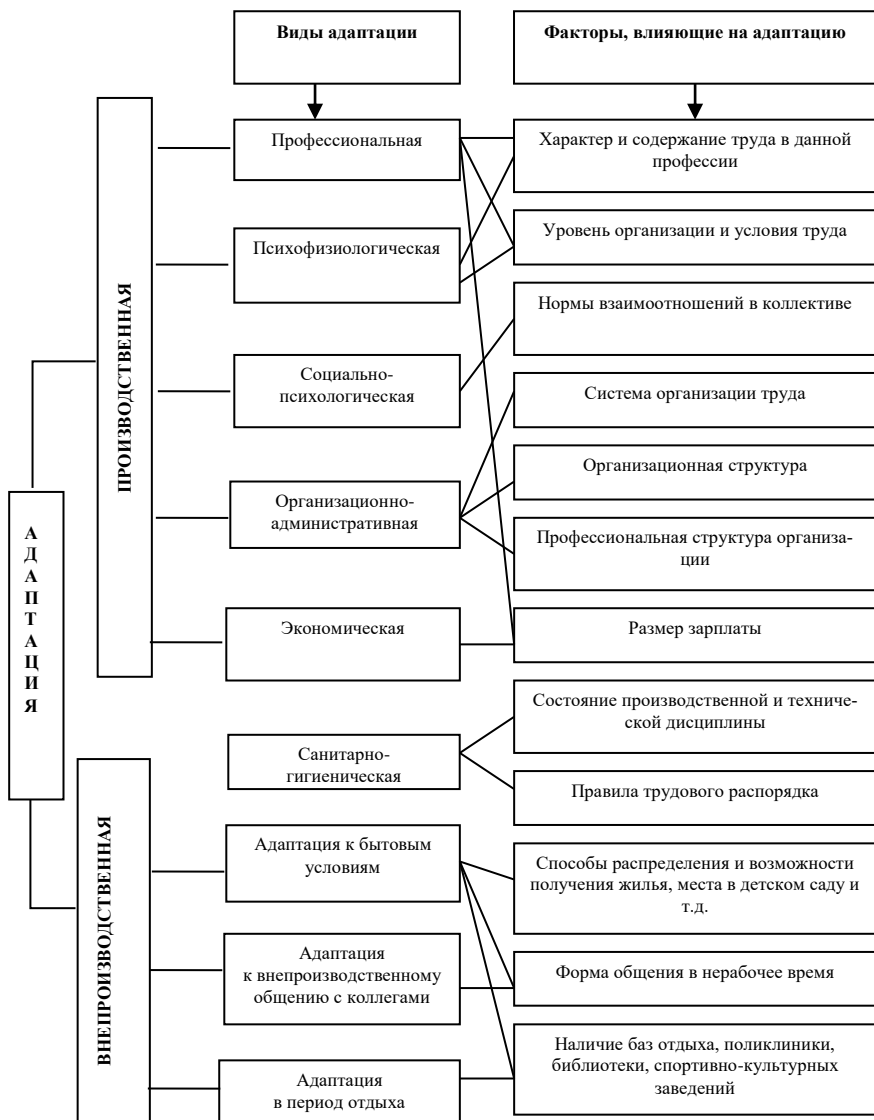 Виды адаптации
Факторы, влияющие на адаптацию
АДАПТАЦИЯ
ПРОИЗВОДСТВЕННАЯ
Профессиональная
Характер и содержание труда в данной
профессии
Психофизиологическая
Уровень организации и условия труда
Нормы взаимоотношений в коллективе
Социально-
психологическая
Система организации труда
Организационно-
административная
Организационная структура
Профессиональная структура организа-
ции
Экономическая
Размер зарплаты
Санитарно-
гигиеническая
Состояние производственной и техниче-
ской дисциплины
Правила трудового распорядка
ВНЕПРОИЗВОДСТВЕННАЯ
Адаптация к бытовым
условиям
Способы распределения и возможности
получения жилья, места в детском саду и
т.д.
Адаптация
к внепроизводственному
общению с коллегами
Форма общения в нерабочее время
Адаптация
в период отдыха
Наличие баз отдыха, поликлиники,
библиотеки, спортивно-культурных
заведений